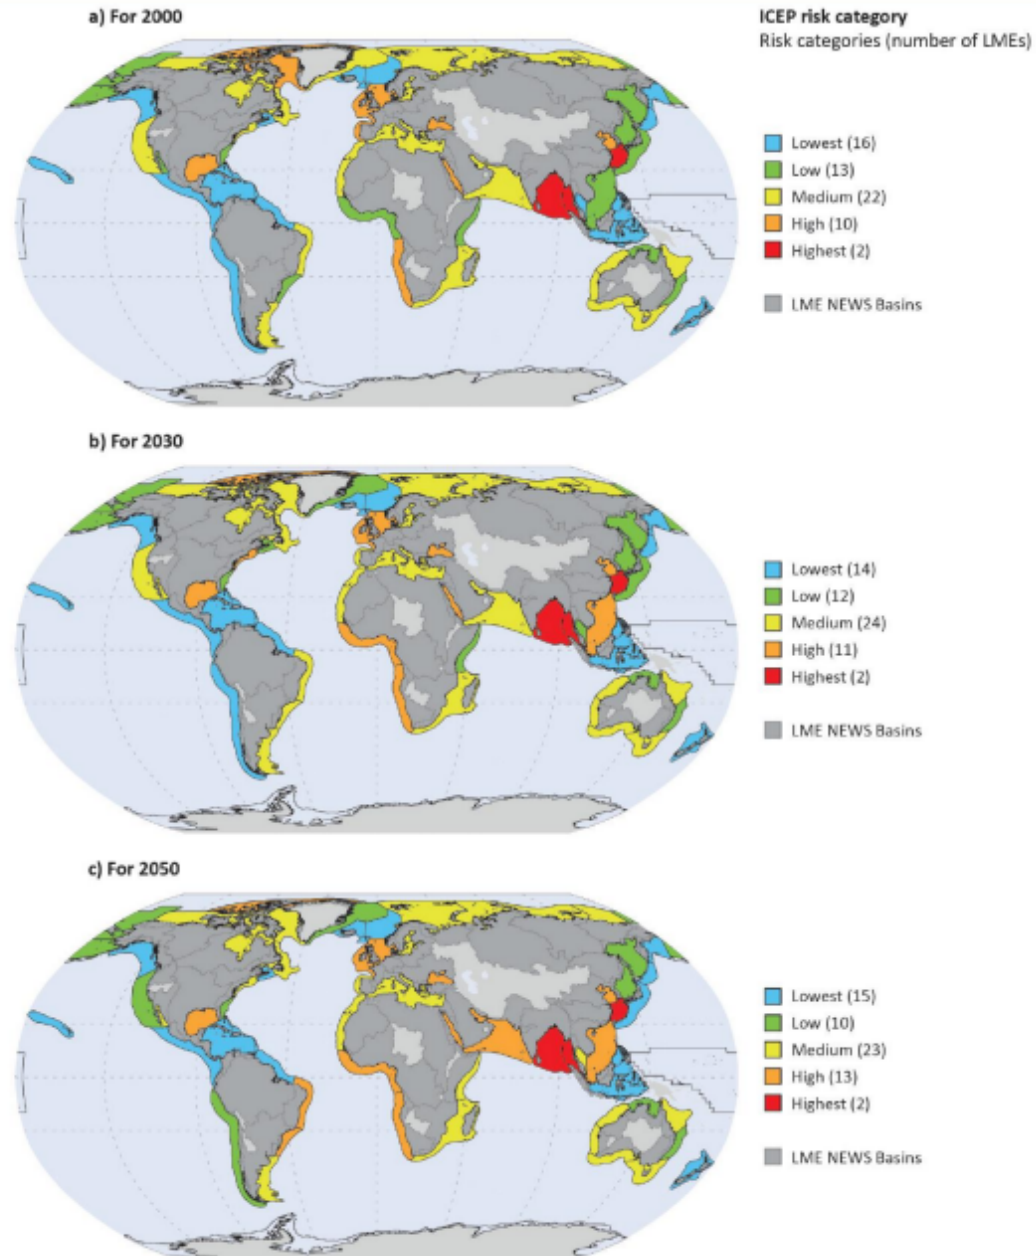 a) For 2000
ICEP risk category
Risk categories (number of LMEs)
Lowest (16)
Low (13)
Medium (22)
High (10)
Highest (2)
LME NEWS Basins
b) For 2030
Lowest (14)
Low (12)
Medium (24)
High (11)
Highest (2)
LME NEWS Basins
c) For 2050
Lowest (15)
Low (10)
Medium (23)
High (13)
Highest (2)
LME NEWS Basins